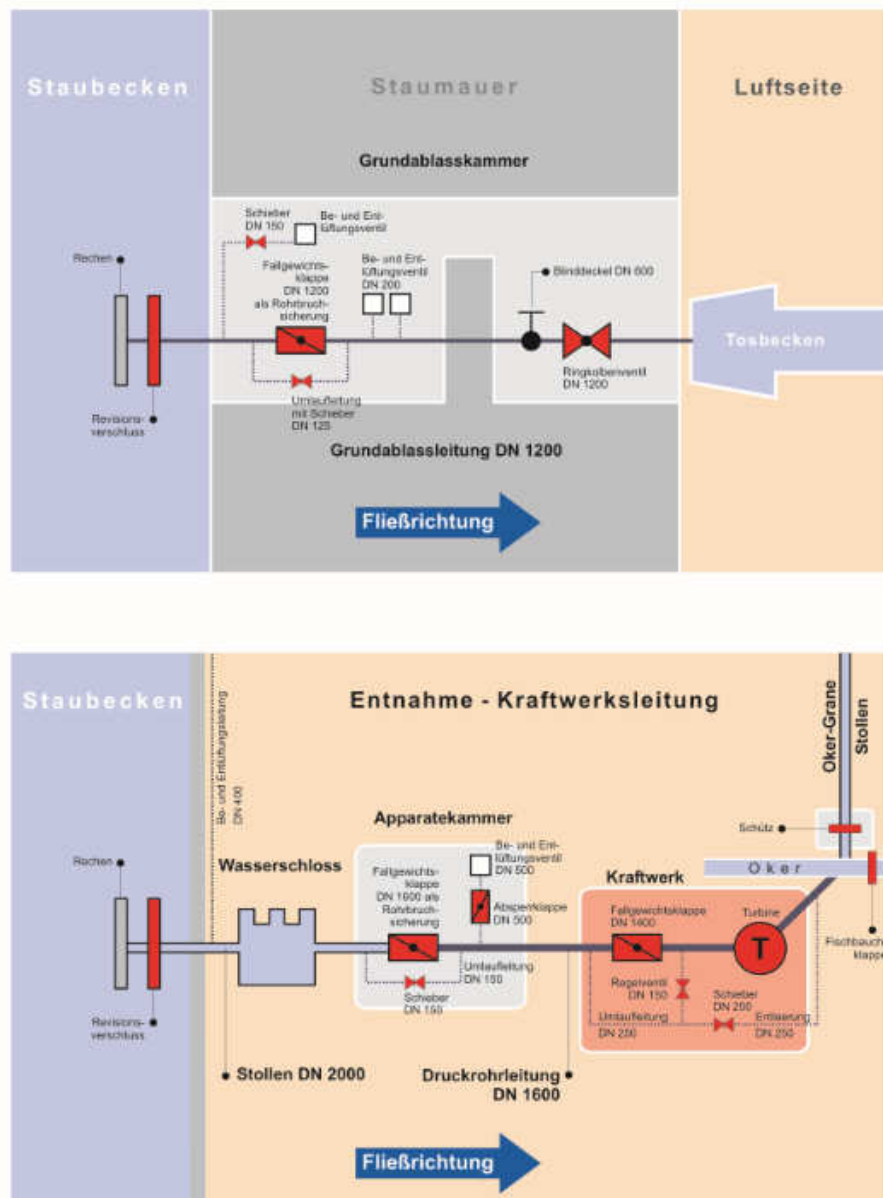 Staubecken
Staumauer
Luftseite
Grundablasskammer
Schieber
DN 150
Be- und Ent-
lüftungsventil
Rechen
Fallgewichts-
klappe
DN 1200
als Rohrbruch-
sicherung
Be- und Ent-
lüftungsventil
DN 200
Blinddeckel DN 600
Tosbecken
Ringkolbenventil
DN 1200
Revisions-
verschluss
Umlaufleitung
mit Schieber
DN 125
Grundablassleitung DN 1200
Fließrichtung
Staubecken
Entnahme - Kraftwerksleitung
Be- und Entlüftungsleitung
DN 400
Oker-Grane
Stollen
Apparatekammer
Schütz
Rechen
Wasserschloss
Fallgewichts-
klappe
DN 1600 als
Rohrbruch-
sicherung
Be- und Ent-
lüftungsventil
DN 500
Absperrklappe
DN 500
Oker
Kraftwerk
Fallgewichtsklappe
DN 1600
Turbine
T
Fischbauch-
klappe
Umlaufleitung
DN 150
Schieber
DN 150
Regelventil
DN 150
Schieber
DN 200
Umlaufleitung
DN 200
Entleerung
DN 250
Revisions-
verschluss
Stollen DN 2000
Druckrohrleitung
DN 1600
Fließrichtung